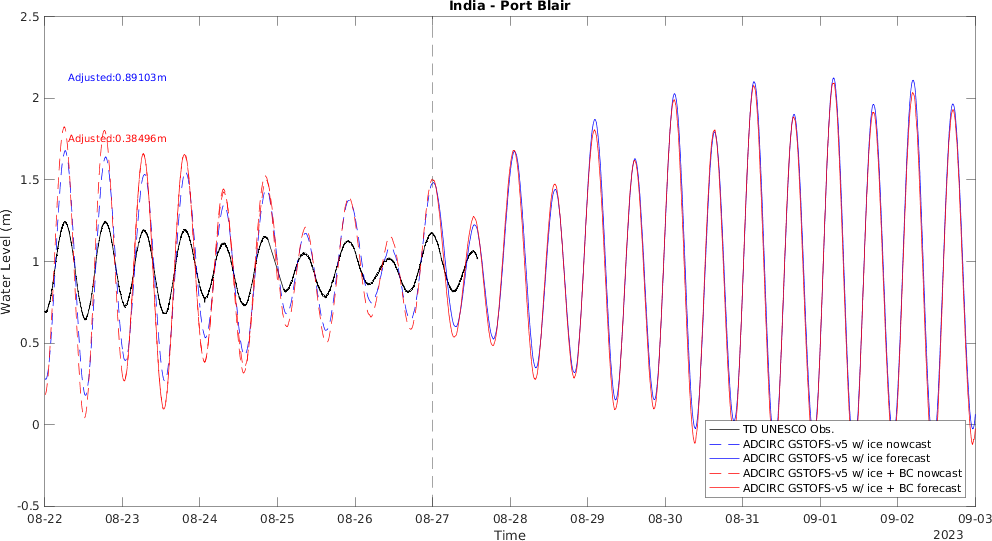 India - Port Blair
2.5
2
1.5
1
0.5
0
-0.5
Water Level (m)
Adjusted:0.89103m
Adjusted:0.38496m
TD UNESCO Obs.
ADCIRC GSTOFS-v5 w/ ice nowcast
ADCIRC GSTOFS-v5 w/ ice forecast
ADCIRC GSTOFS-v5 w/ ice + BC nowcast
ADCIRC GSTOFS-v5 w/ ice + BC forecast
08-22 08-23 08-24 08-25 08-26 08-27 08-28 08-29 08-30 08-31 09-01 09-02 09-03
Time
2023